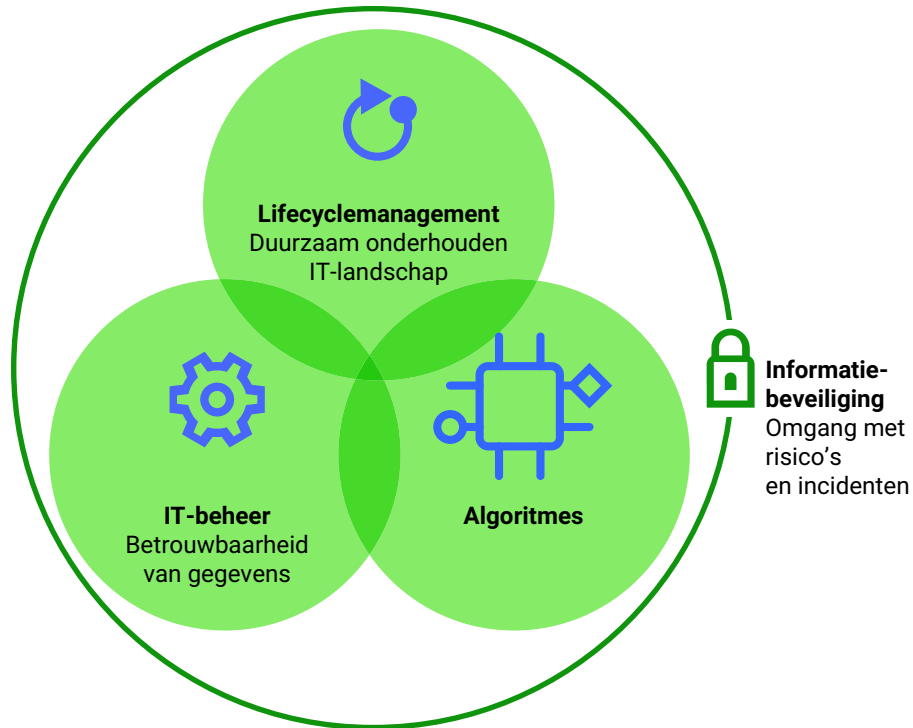 Lifecyclemanagement
Duurzaam onderhouden
IT-landschap
IT-beheer
Betrouwbaarheid
van gegevens
Algoritmes
Informatie-
beveiliging
Omgang met
risico's
en incidenten